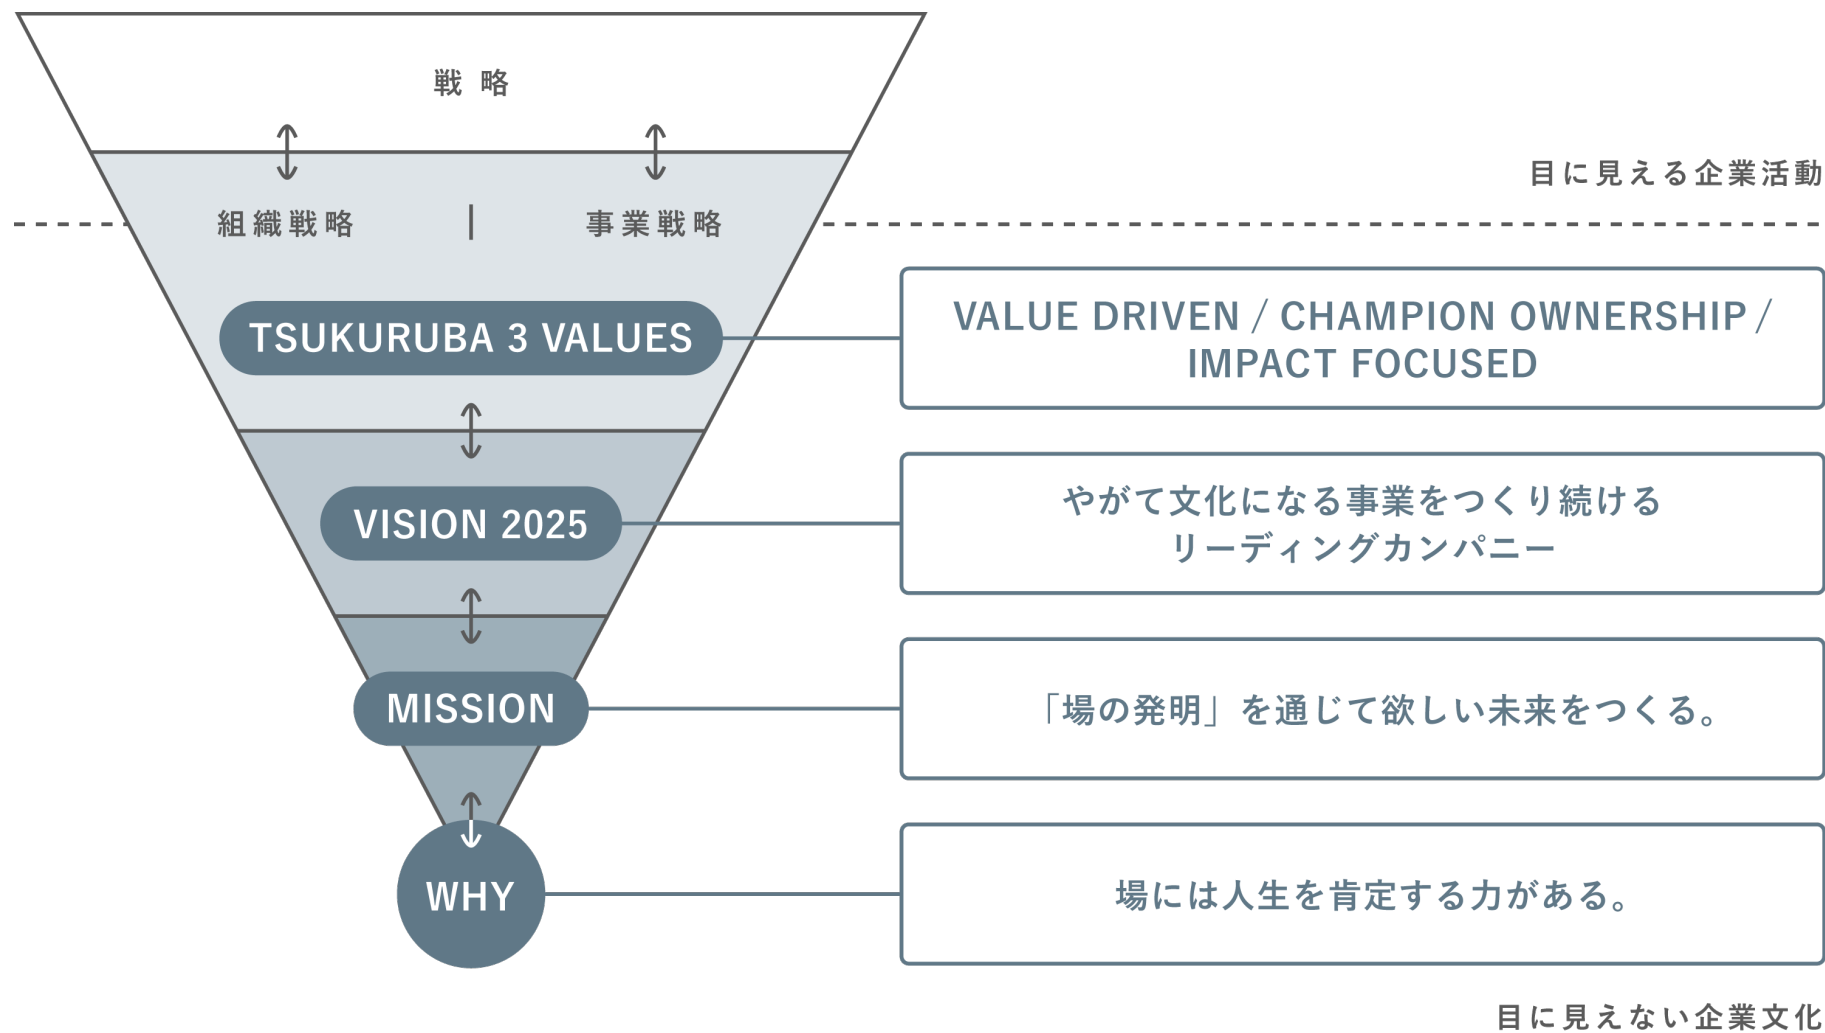 戦 略
目に見える企業活動
組織戦略 | 事業戦略
TSUKURUBA 3 VALUES
VALUE DRIVEN / CHAMPION OWNERSHIP /
IMPACT FOCUSED
VISION 2025
やがて文化になる事業をつくり続ける
リーディングカンパニー
MISSION
「場の発明」を通じて欲しい未来をつくる。
WHY
場には人生を肯定する力がある。
目に見えない企業文化